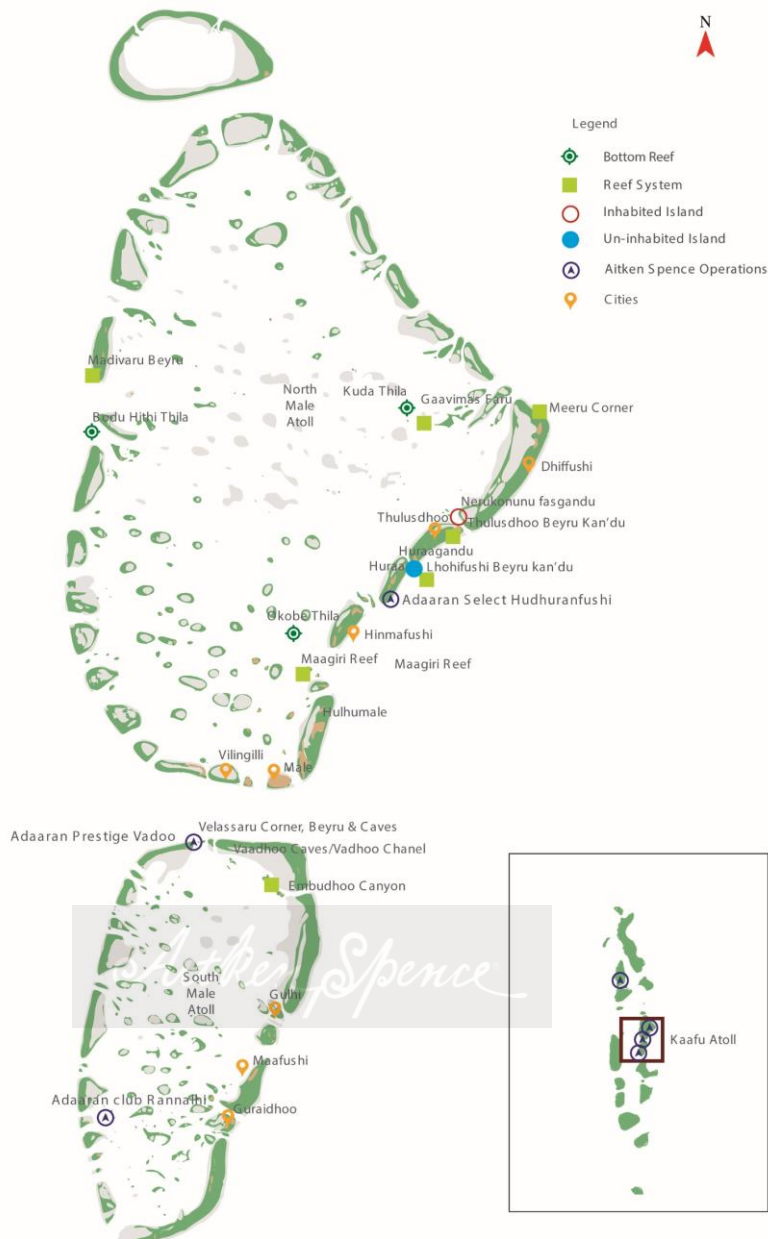 N
Legend
Bottom Reef
Reef System
Inhabited Island
Un-inhabited Island
Aitken Spence Operations
Cities
Madivaru Beyru
Bodu Hithi Thila
North
Male
Atoll
Kuda Thila
Gaavimas Faru
Meeru Corner
Dhiffushi
Nerukonunu fasgandu
Thulusdhoo
Thulusdhoo Beyru Kan'du
Huraagandu
Huraa
Lhohifushi Beyru kan'du
Adaaran Select Hudhuranfushi
Okobe Thila
Hinmafushi
Maagiri Reef
Maagiri Reef
Hulhumale
Vilingilli
Male
Velassaru Corner, Beyru & Caves
Adaaran Prestige Vadoo
Vaadhoo Caves/Vadhoo Chanel
Embudhoo Canyon
Aitken Spence
South
Male
Atoll
Gulhi
Kaafu Atoll
Maafushi
Adaaran club Rannalhi
Guraidhoo